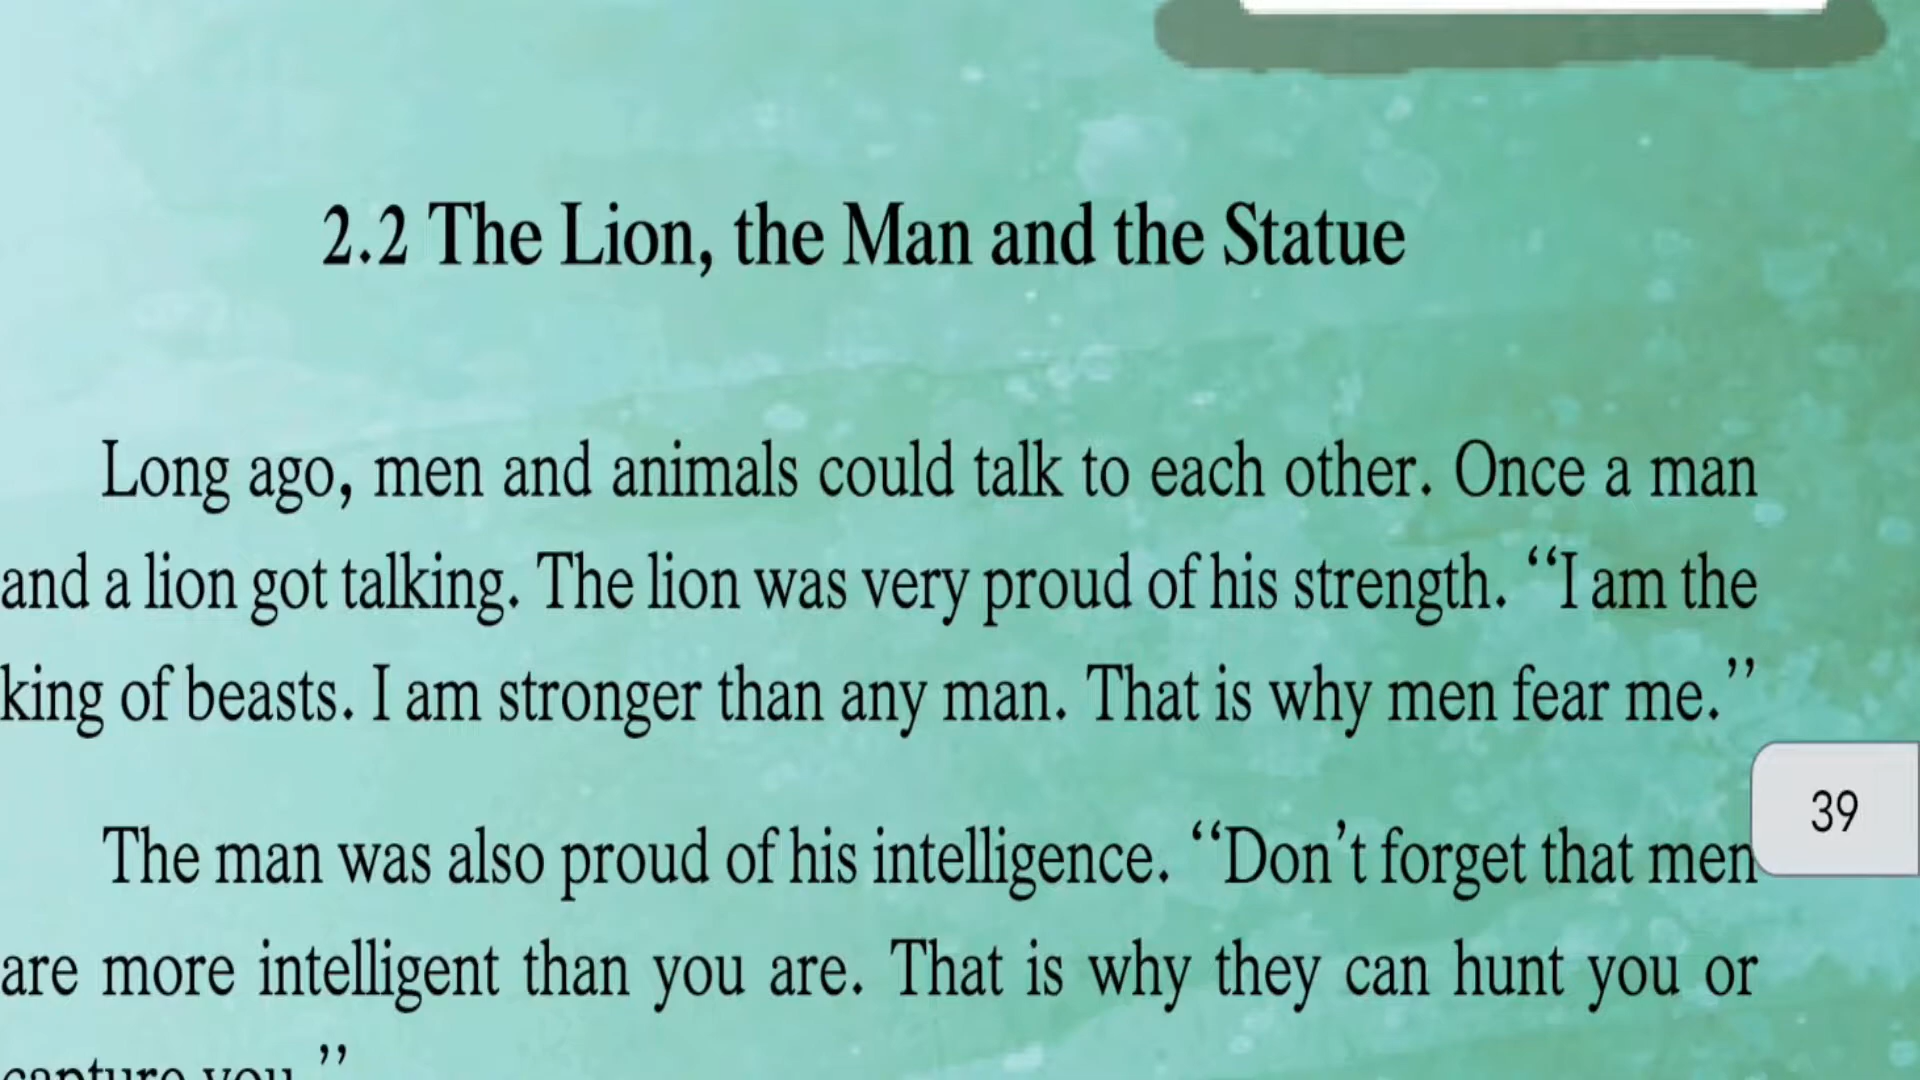 2.2 The Lion, the Man and the Statue
Long ago, men and animals could talk to each other. Once a man
and a lion got talking. The lion was very proud of his strength. “I am the
king of beasts. I am stronger than any man. That is why men fear me.”
39
The man was also proud of his intelligence. “Don’t forget that men
are more intelligent than you are. That is why they can hunt you or
capture you.”